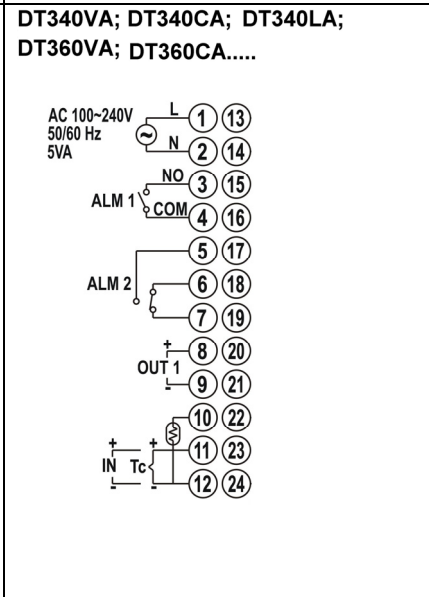 DT340VA; DT340CA; DT340LA;
DT360VA; DT360CA.....
AC 100~240V
50/60 Hz
5VA
L 1 13
~
N 2 14
NO 3 15
ALM 1
COM 4 16
5 17
ALM 2
6 18
7 19
+ 8 20
OUT 1
- 9 21
10 22
+ + 11 23
IN Tc
- - 12 24